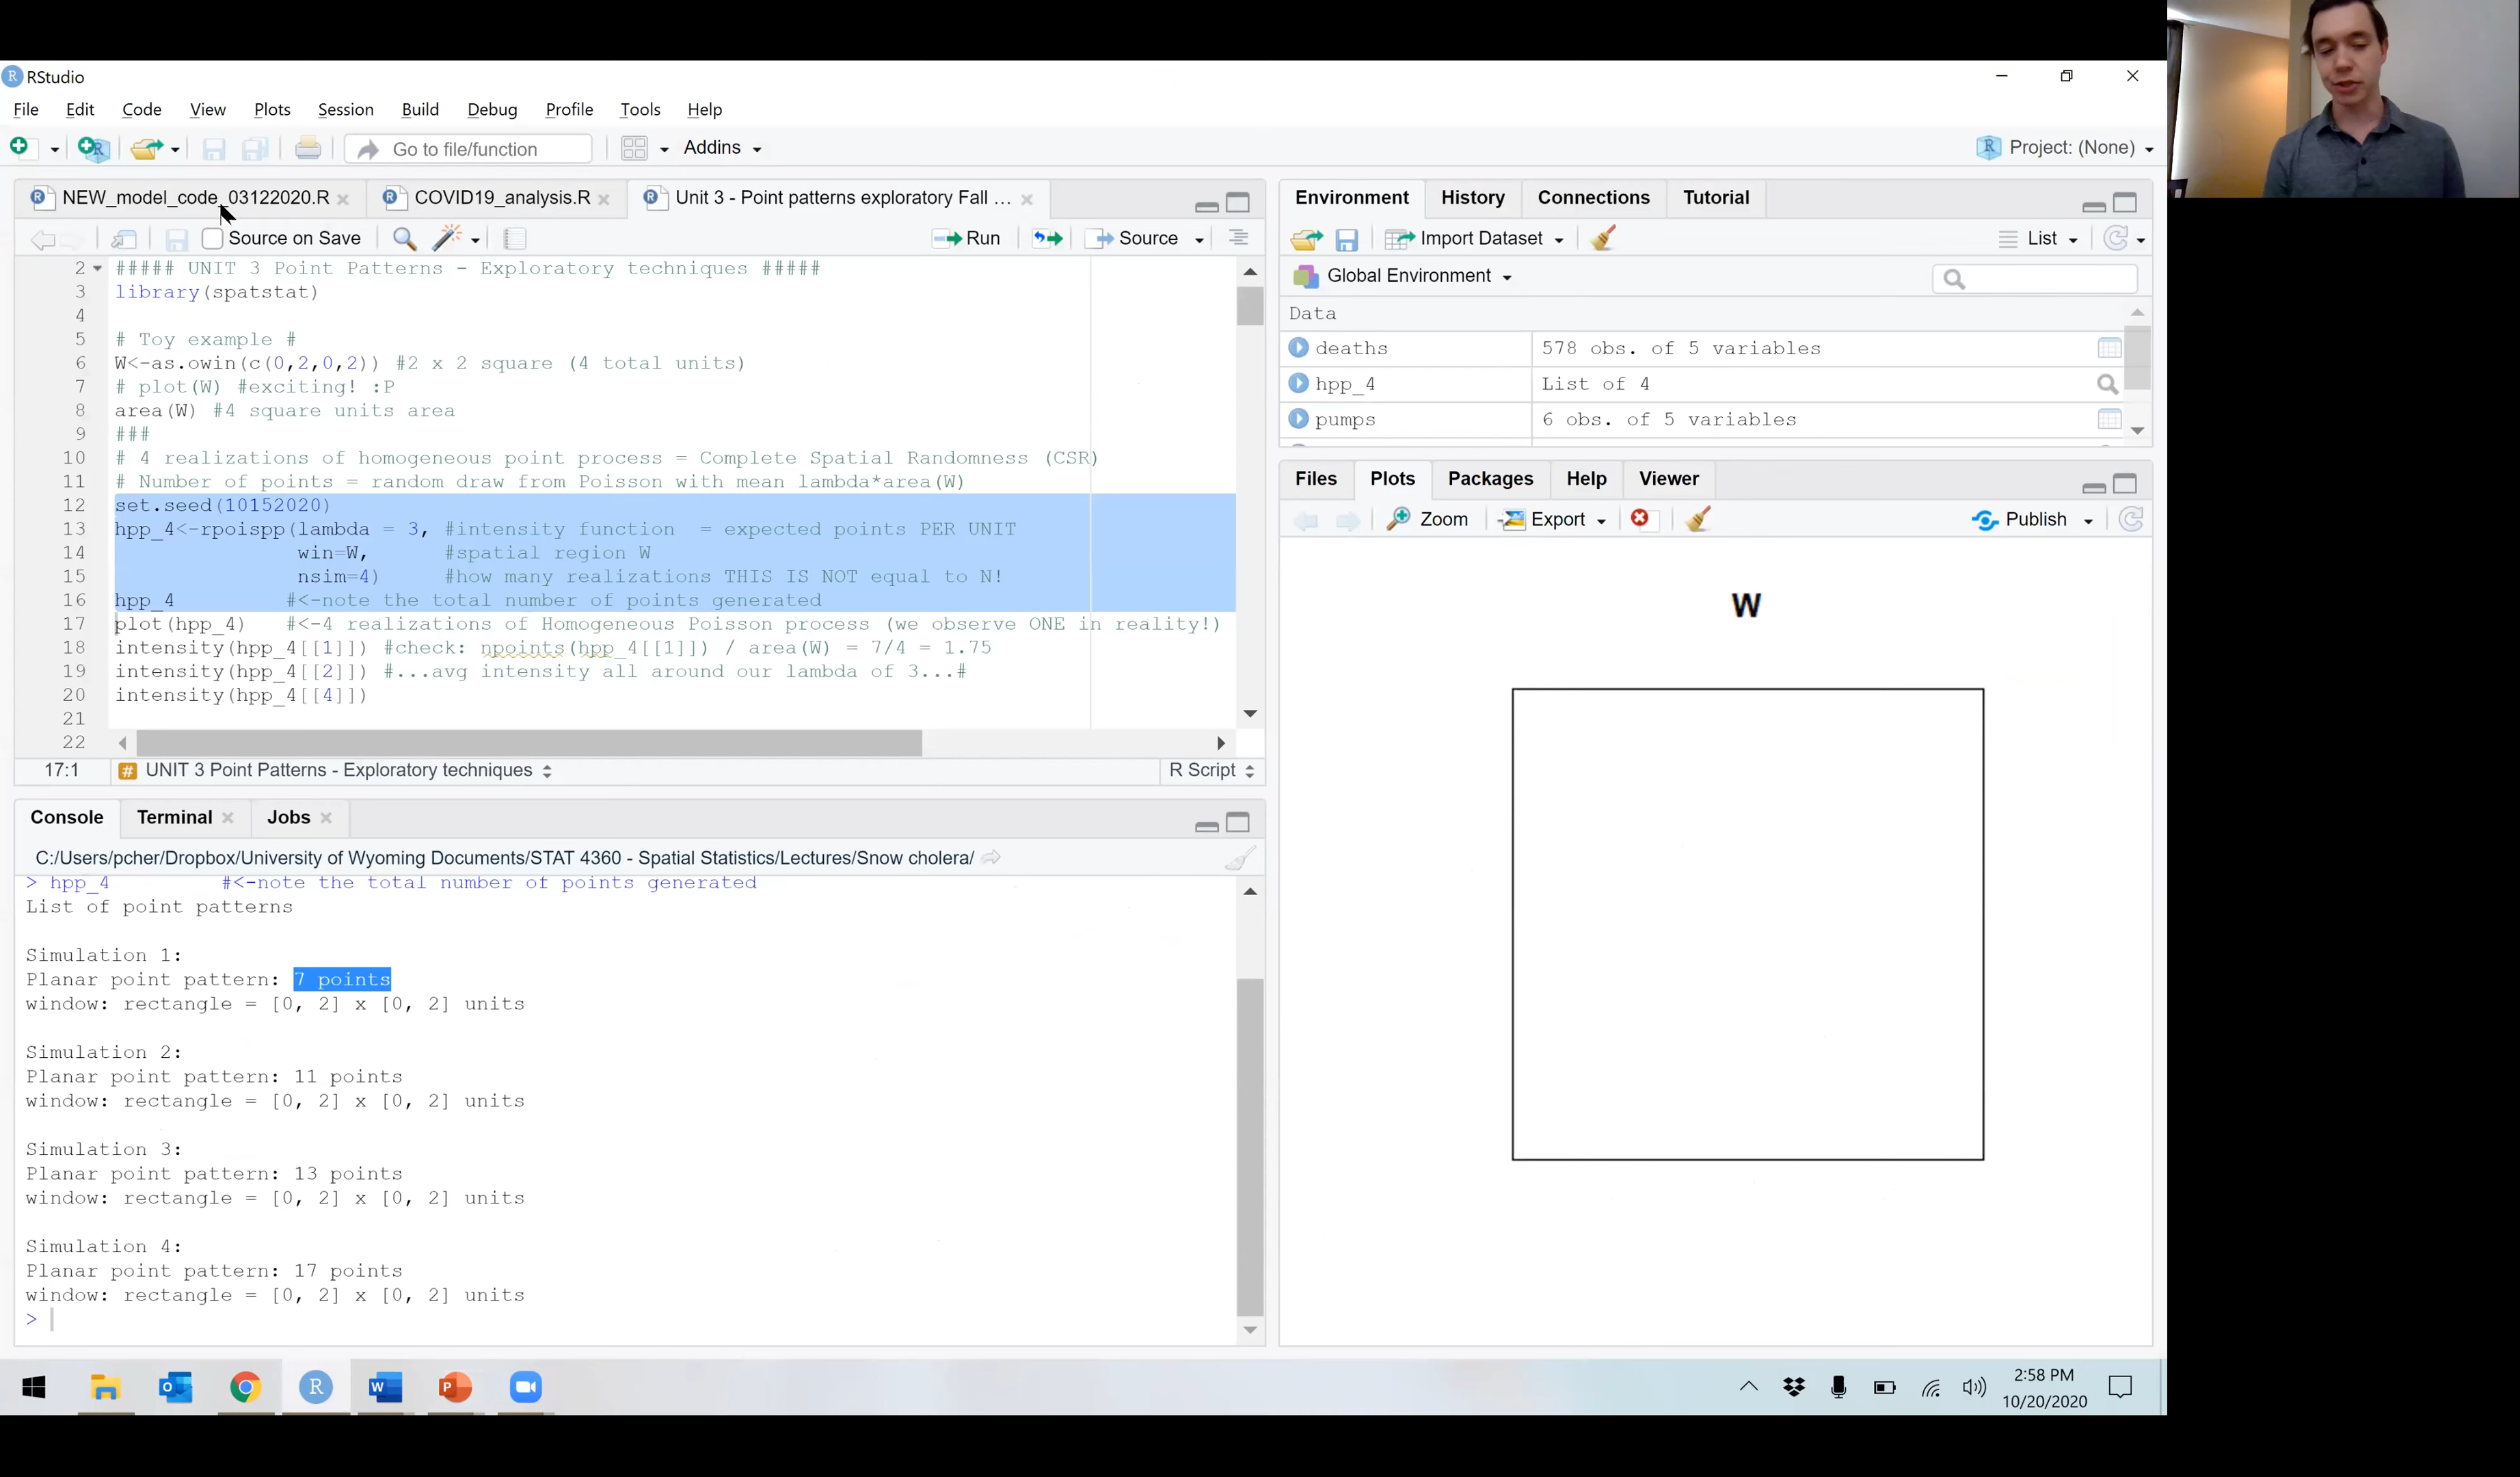 RStudio
File Edit Code View Plots Session Build Debug Profile Tools Help
Go to file/function Addins Project: (None)
NEW_model_code_03122020.R COVID19_analysis.R Unit 3 - Point patterns exploratory Fall ...
Source on Save Run Source
2 ##### UNIT 3 Point Patterns - Exploratory techniques #####
3 library(spatstat)
4
5 # Toy example #
6 W<-as.owin(c(0,2,0,2)) #2 x 2 square (4 total units)
7 # plot(W) #exciting! :P
8 area(W) #4 square units area
9 ###
10 # 4 realizations of homogeneous point process = Complete Spatial Randomness (CSR)
11 # Number of points = random draw from Poisson with mean lambda*area(W)
12 set.seed(10152020)
13 hpp_4<-rpoispp(lambda = 3, #intensity function = expected points PER UNIT
14 win=W, #spatial region W
15 nsim=4) #how many realizations THIS IS NOT equal to N!
16 hpp_4 #<-note the total number of points generated
17 plot(hpp_4) #<-4 realizations of Homogeneous Poisson process (we observe ONE in reality!)
18 intensity(hpp_4[[1]]) #check: npoints(hpp_4[[1]]) / area(W) = 7/4 = 1.75
19 intensity(hpp_4[[2]]) #...avg intensity all around our lambda of 3...#
20 intensity(hpp_4[[4]])
21
22
17:1 # UNIT 3 Point Patterns - Exploratory techniques R Script
Console Terminal Jobs
C:/Users/pcher/Dropbox/University of Wyoming Documents/STAT 4360 - Spatial Statistics/Lectures/Snow cholera/
> hpp_4 #<-note the total number of points generated
List of point patterns
Simulation 1:
Planar point pattern: 7 points
window: rectangle = [0, 2] x [0, 2] units
Simulation 2:
Planar point pattern: 11 points
window: rectangle = [0, 2] x [0, 2] units
Simulation 3:
Planar point pattern: 13 points
window: rectangle = [0, 2] x [0, 2] units
Simulation 4:
Planar point pattern: 17 points
window: rectangle = [0, 2] x [0, 2] units
>
Environment History Connections Tutorial
Import Dataset List
Global Environment
Data
deaths 578 obs. of 5 variables
hpp_4 List of 4
pumps 6 obs. of 5 variables
Files Plots Packages Help Viewer
Zoom Export Publish
W
2:58 PM
10/20/2020